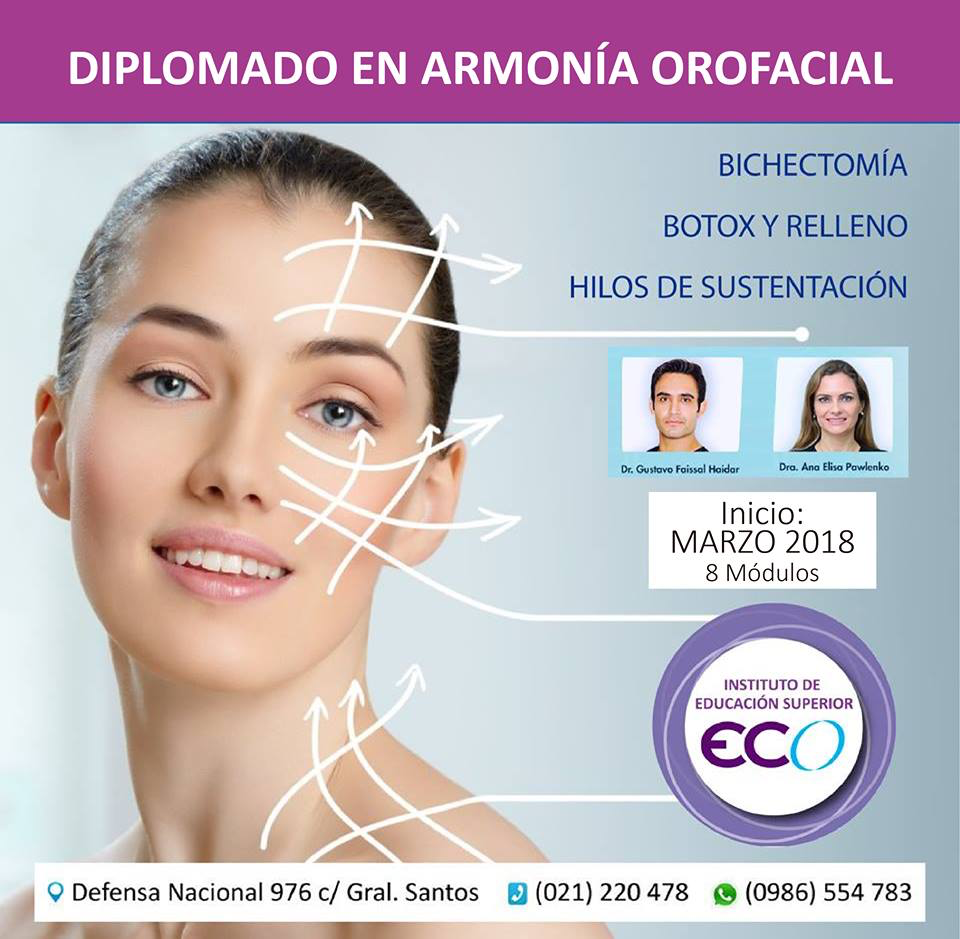 DIPLOMADO EN ARMONÍA OROFACIAL
BICHECTOMÍA
BOTOX Y RELLENO
HILOS DE SUSTENTACIÓN
Dr. Gustavo Faissal Haidar
Dra. Ana Elisa Pawlenko
Inicio:
MARZO 2018
8 Módulos
INSTITUTO DE
EDUCACIÓN SUPERIOR
ECO
Defensa Nacional 976 c/ Gral. Santos (021) 220 478 (0986) 554 783